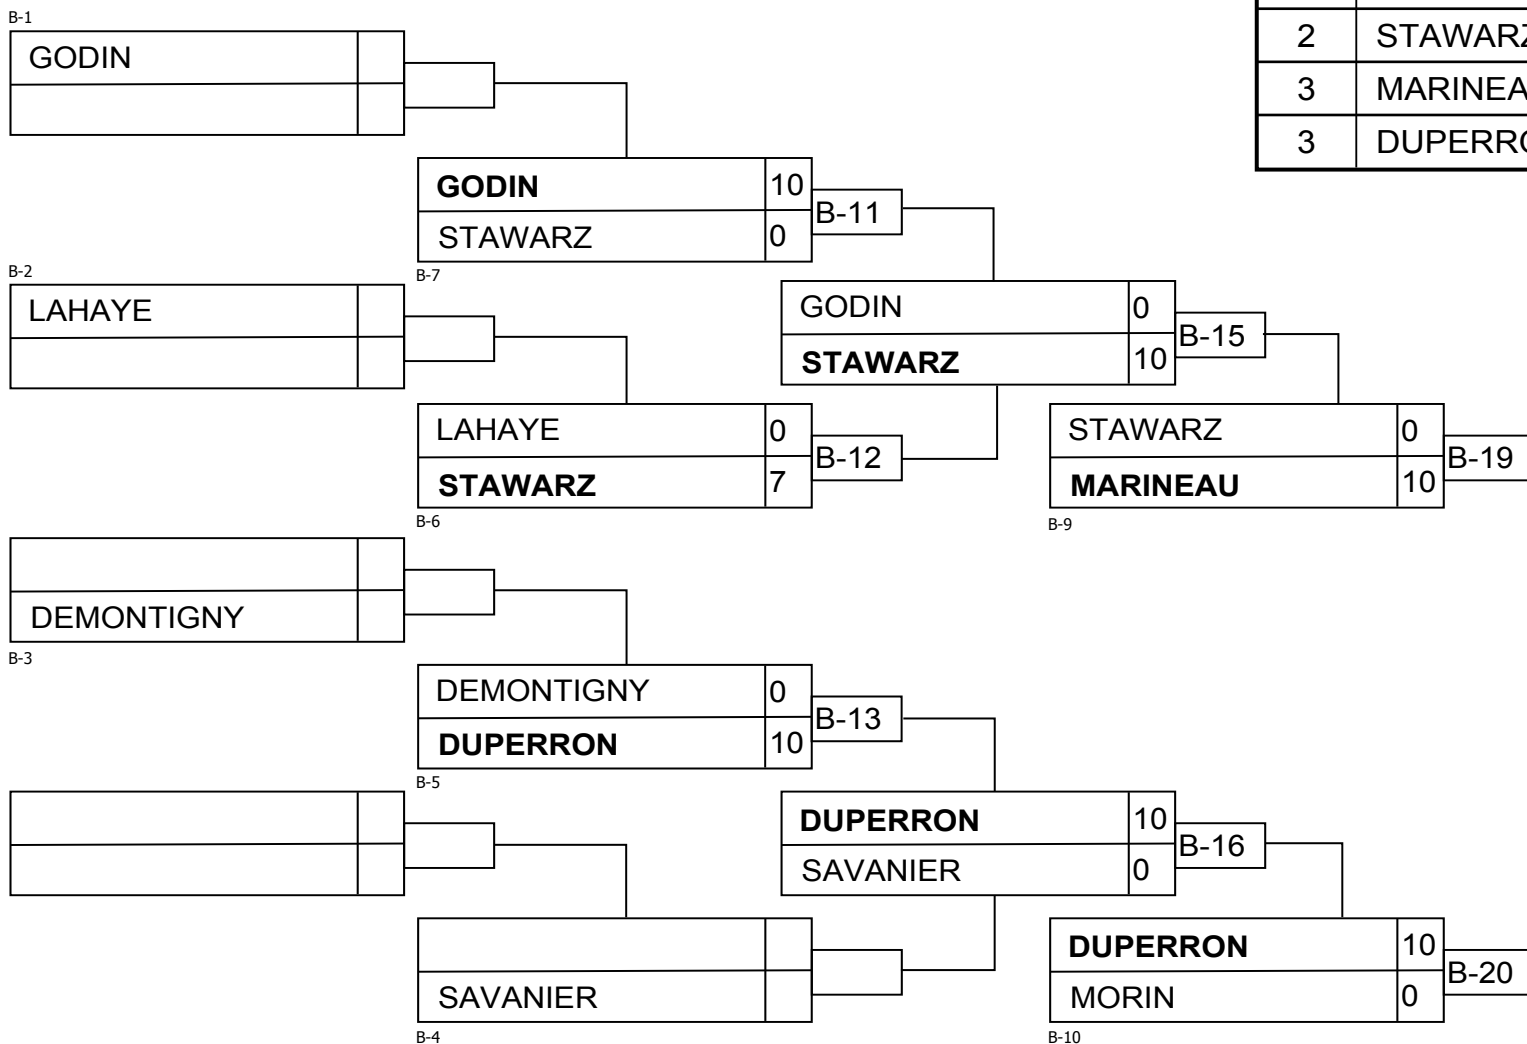 B-1
GODIN
2 STAWARZ
3 MARINEA
3 DUPERRO
GODIN 10
B-11
STAWARZ 0
B-7
B-2
LAHAYE
GODIN 0
B-15
STAWARZ 10
LAHAYE 0
B-12
STAWARZ 7
B-6
STAWARZ 0
B-19
MARINEAU 10
B-9
DEMONTIGNY
B-3
DEMONTIGNY 0
B-13
DUPERRON 10
B-5
DUPERRON 10
B-16
SAVANIER 0
SAVANIER
B-4
DUPERRON 10
B-20
MORIN 0
B-10